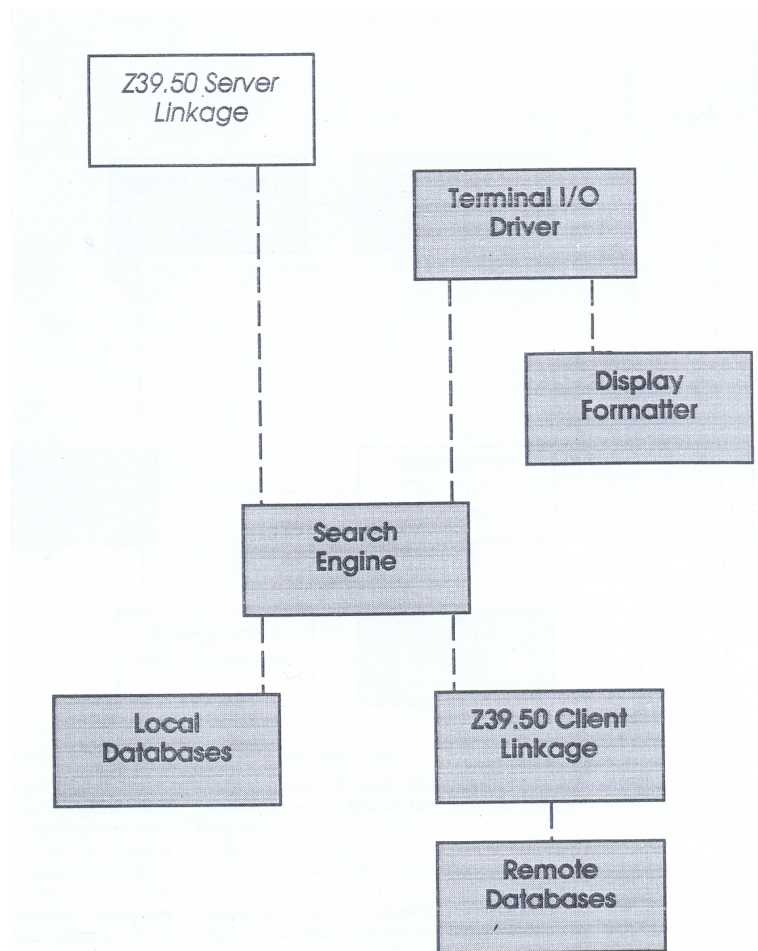 Z39.50 Server
Linkage
Terminal I/O
Driver
Display
Formatter
Search
Engine
Local
Databases
Z39.50 Client
Linkage
Remote
Databases